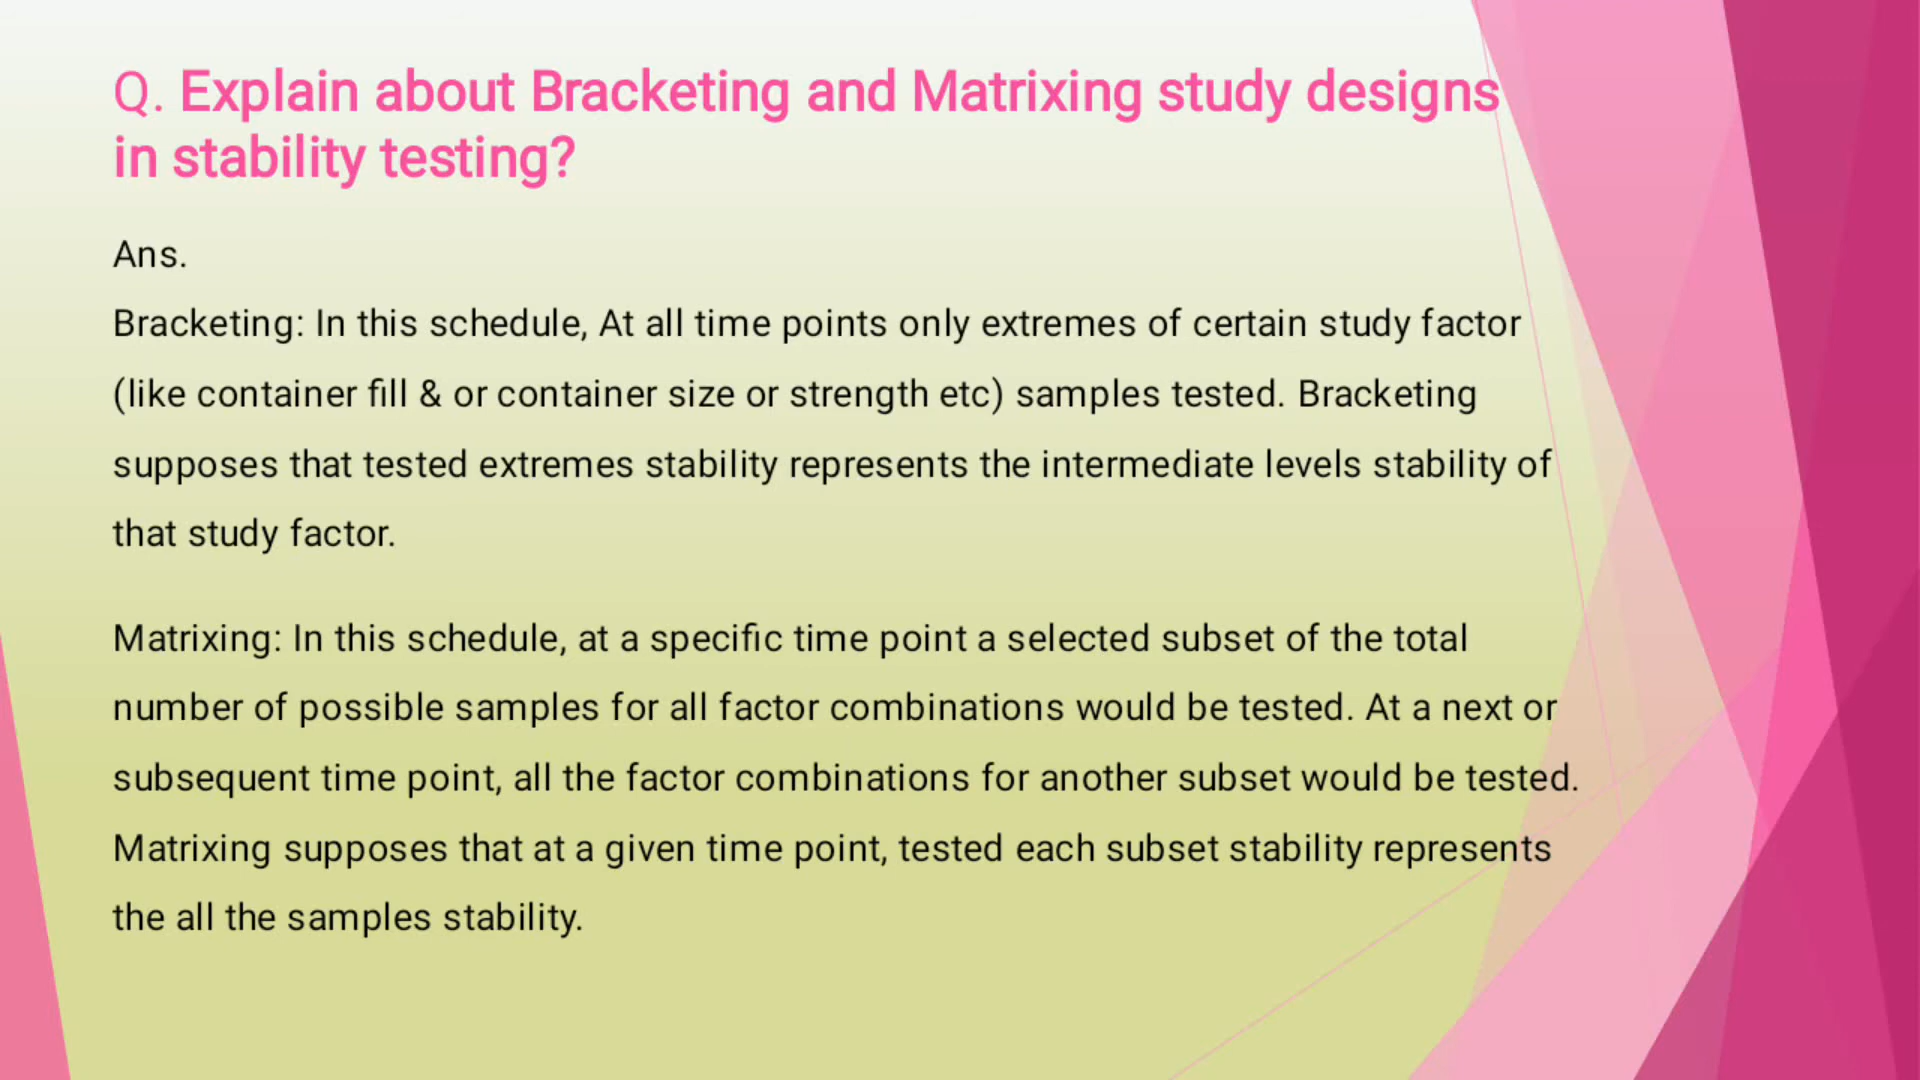 Q. Explain about Bracketing and Matrixing study designs
in stability testing?
Ans.
Bracketing: In this schedule, At all time points only extremes of certain study factor
(like container fill & or container size or strength etc) samples tested. Bracketing
supposes that tested extremes stability represents the intermediate levels stability of
that study factor.
Matrixing: In this schedule, at a specific time point a selected subset of the total
number of possible samples for all factor combinations would be tested. At a next or
subsequent time point, all the factor combinations for another subset would be tested.
Matrixing supposes that at a given time point, tested each subset stability represents
the all the samples stability.